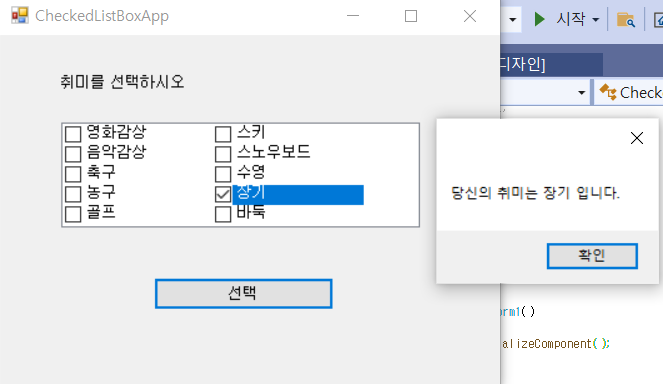 CheckedListBoxApp
시작
디자인]
Checke
취미를 선택하시오
영화감상
음악감상
축구
농구
골프
스키
스노우보드
수영
장기
바둑
선택
당신의 취미는 장기 입니다.
확인
orm1()
alizeComponent();